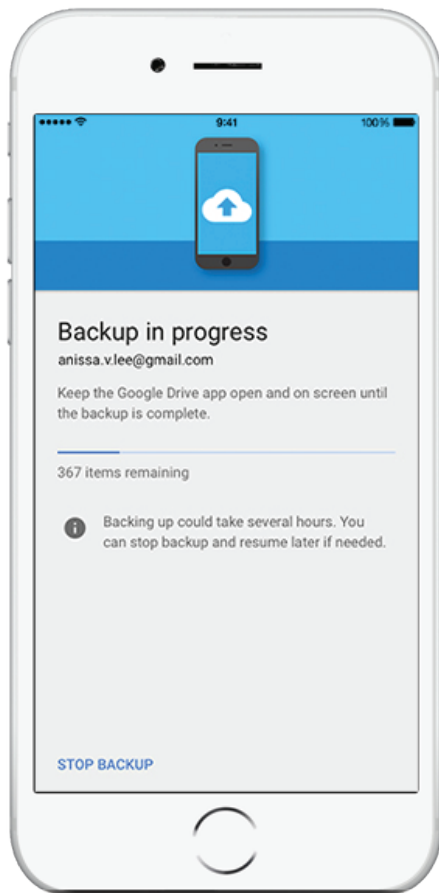 9:41
100%
Backup in progress
anissa.v.lee@gmail.com
Keep the Google Drive app open and on screen until
the backup is complete.
367 items remaining
Backing up could take several hours. You
can stop backup and resume later if needed.
STOP BACKUP